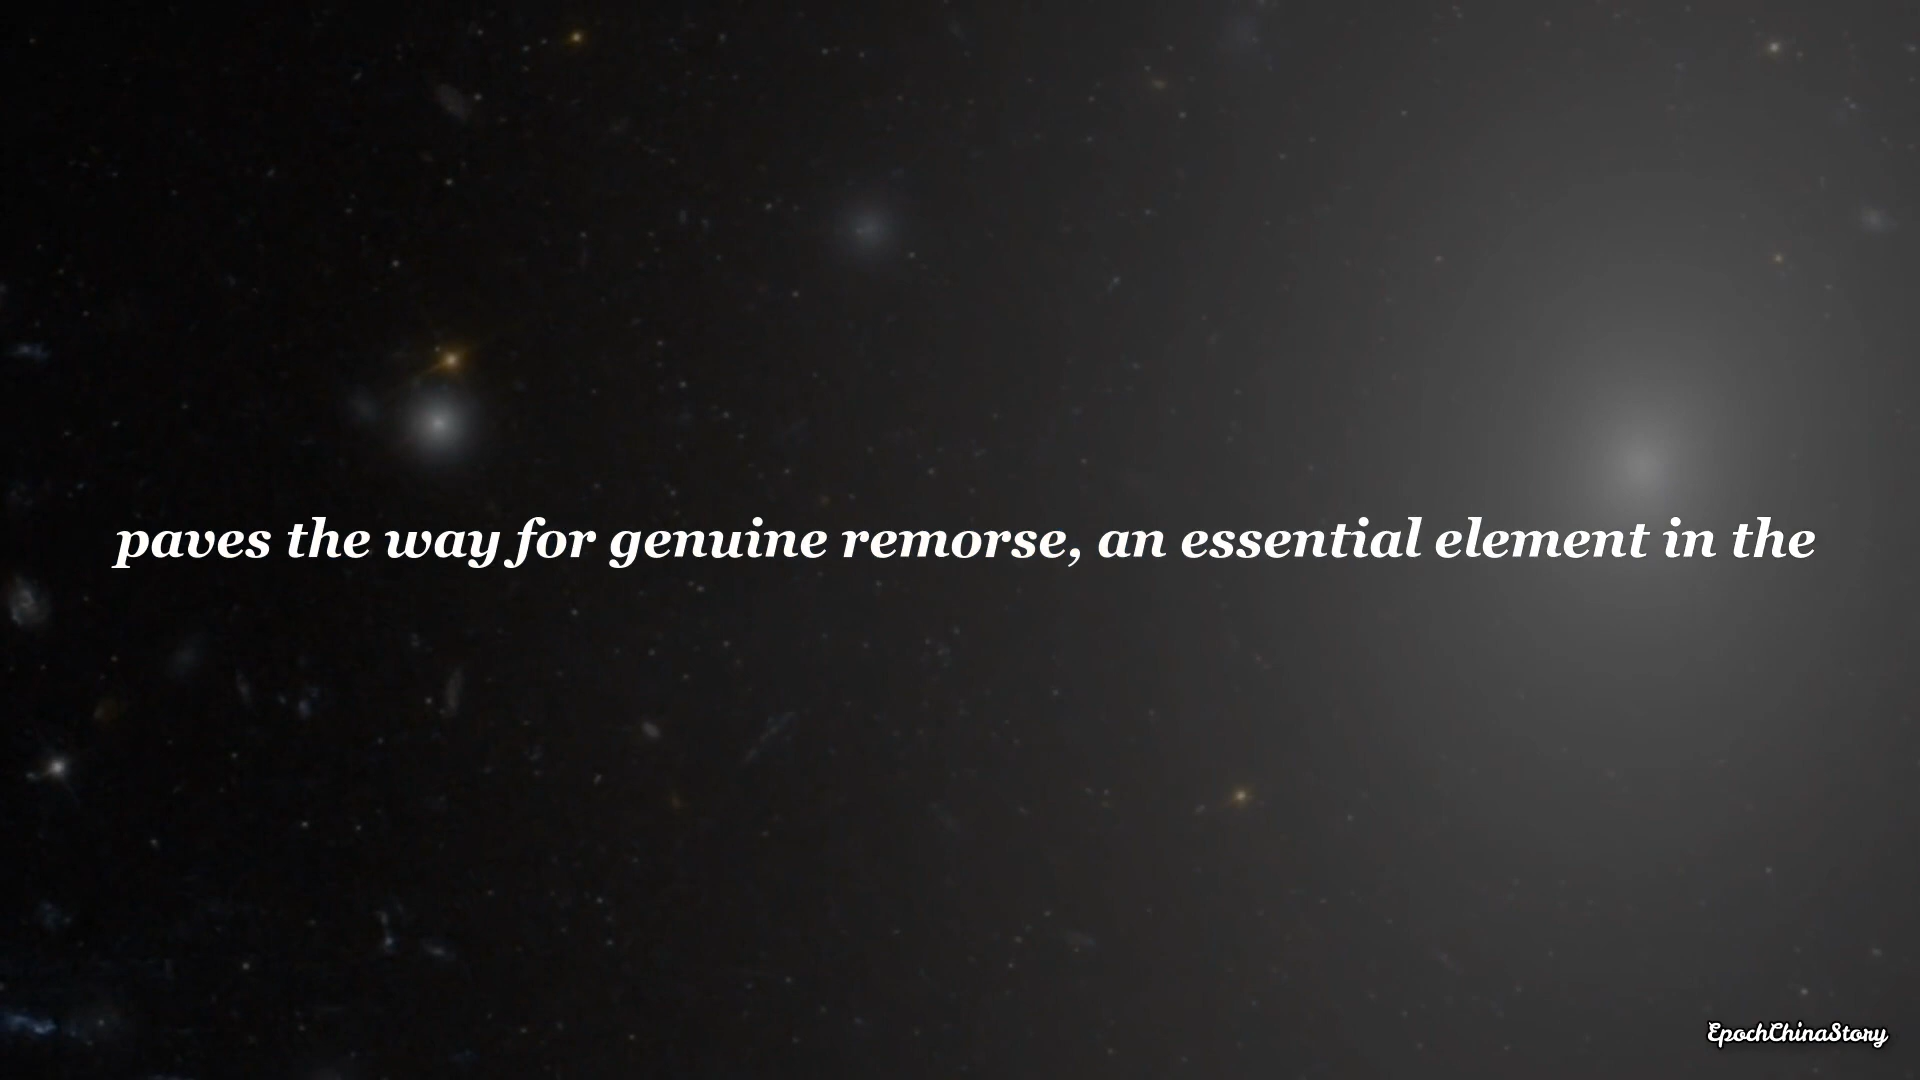 paves the way for genuine remorse, an essential element in the
EpochChinaStory